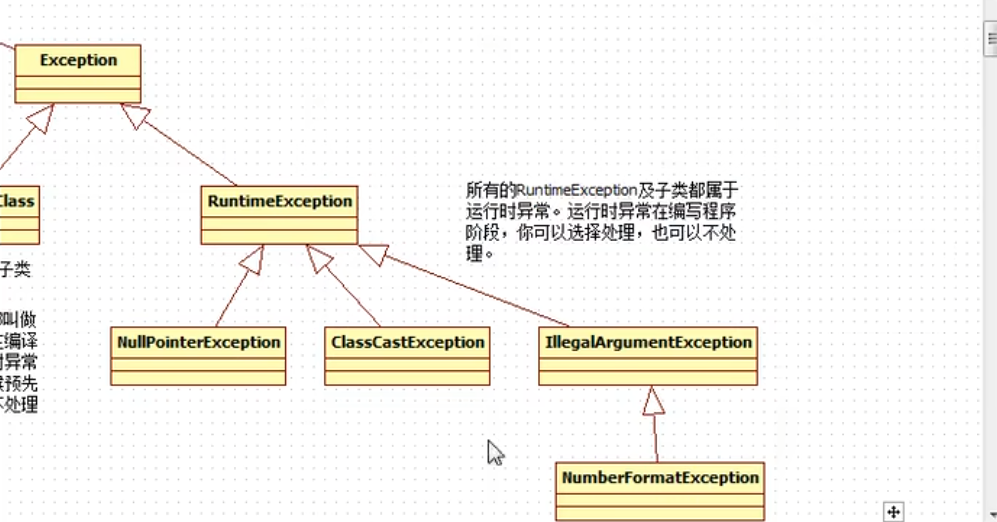 Exception
Class
RuntimeException
所有的RuntimeException及子类都属于
运行时异常。运行时异常在编写程序
阶段，你可以选择处理，也可以不处
理。
子类
叫做
在编译
时异常
预先
不处理
NullPointerException
ClassCastException
IllegalArgumentException
NumberFormatException